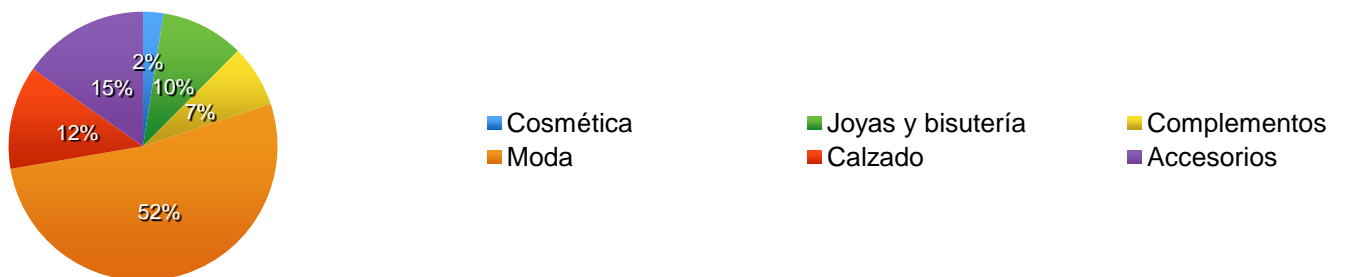 2%
15%
10%
7%
12%
52%
Cosmética
Joyas y bisutería
Complementos
Moda
Calzado
Accesorios